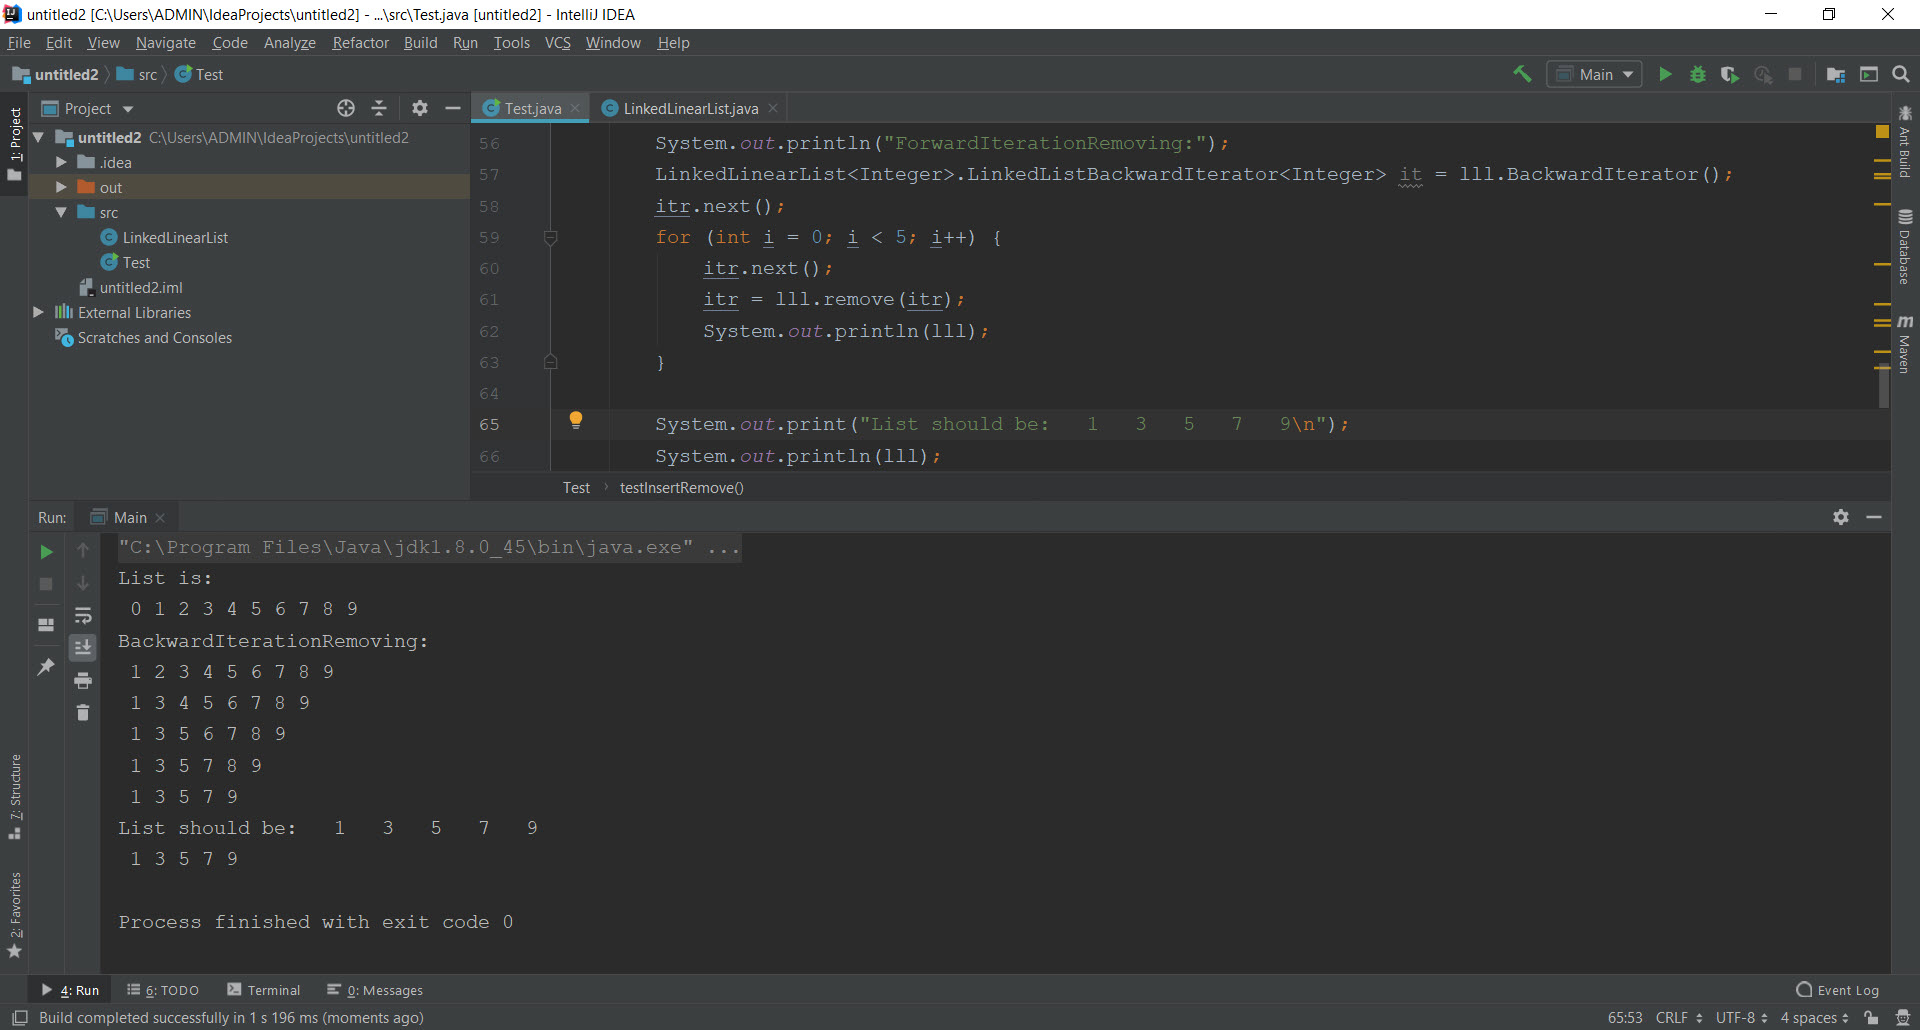 untitled2 [C:\Users\ADMIN\IdeaProjects\untitled2] - ...\src\Test.java [untitled2] - IntelliJ IDEA
File Edit View Navigate Code Analyze Refactor Build Run Tools VCS Window Help
untitled2 src Test
Main
Project
untitled2 C:\Users\ADMIN\IdeaProjects\untitled2
.idea
out
src
LinkedLinearList
Test
untitled2.iml
External Libraries
Scratches and Consoles
1: Project
7: Structure
2: Favorites
Test.java LinkedLinearList.java
56 System.out.println("ForwardIterationRemoving:");
57 LinkedLinearList<Integer>.LinkedListBackwardIterator<Integer> it = lll.BackwardIterator();
58 itr.next();
59 for (int i = 0; i < 5; i++) {
60 itr.next();
61 itr = lll.remove(itr);
62 System.out.println(lll);
63 }
64
65 System.out.print("List should be:   1   3   5   7   9\n");
66 System.out.println(lll);
Test testInsertRemove()
Ant Build
Database
m Maven
Run: Main
"C:\Program Files\Java\jdk1.8.0_45\bin\java.exe" ...
List is:
0 1 2 3 4 5 6 7 8 9
BackwardIterationRemoving:
1 2 3 4 5 6 7 8 9
1 3 4 5 6 7 8 9
1 3 5 6 7 8 9
1 3 5 7 8 9
1 3 5 7 9
List should be:   1   3   5   7   9
1 3 5 7 9
Process finished with exit code 0
4: Run 6: TODO Terminal 0: Messages Event Log
Build completed successfully in 1 s 196 ms (moments ago) 65:53 CRLF UTF-8 4 spaces